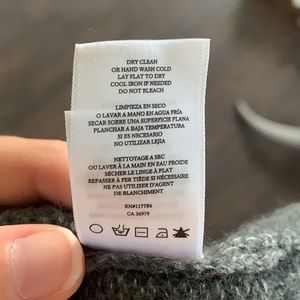 DRY CLEAN
OR HAND WASH COLD
LAY FLAT TO DRY
COOL IRON IF NEEDED
DO NOT BLEACH
LIMPIEZA EN SECO
O LAVAR A MANO EN AGUA FRÍA
SECAR SOBRE UNA SUPERFICIE PLANA
PLANCHAR A BAJA TEMPERATURA
SI ES NECESARIO
NO UTILIZAR LEJIA
NETTOYAGE A SEC
OU LAVER À LA MAIN EN EAU FROIDE
SÉCHER LE LINGE À PLAT
REPASSER À FER TIÈDE SI NÉCESSAIRE
NE PAS UTILISER D'AGENT
DE BLANCHIMENT
RN#117784
CA 36979